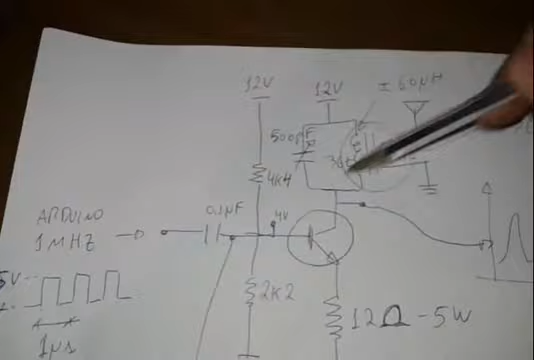 12V
12V
± 60µH
500pF
4K4
ARDUINO
1MHZ
0.1µF
4V
5V
2K2
12Ω - 5W
1µs